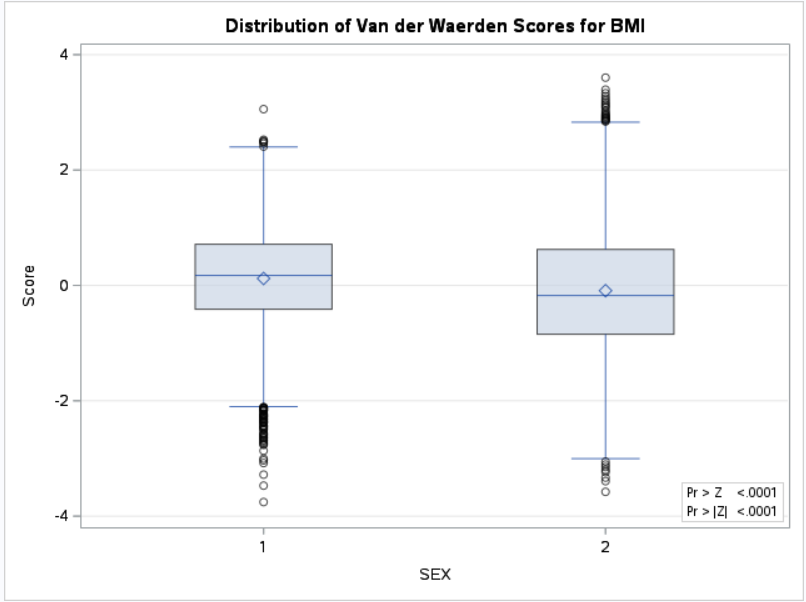 Distribution of Van der Waerden Scores for BMI
4
2
0
-2
-4
Score
Pr > Z <.0001
Pr > |Z| <.0001
1 2
SEX